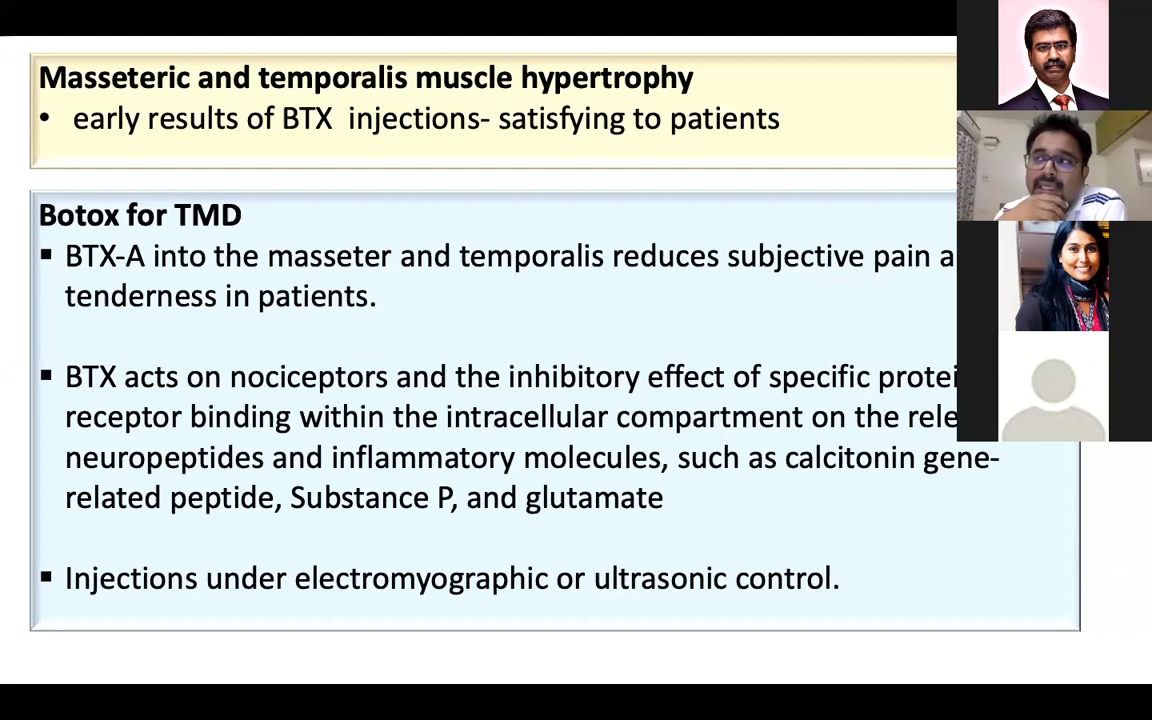 Masseteric and temporalis muscle hypertrophy
• early results of BTX injections- satisfying to patients
Botox for TMD
▪ BTX-A into the masseter and temporalis reduces subjective pain a
tenderness in patients.
▪ BTX acts on nociceptors and the inhibitory effect of specific protei
receptor binding within the intracellular compartment on the rele
neuropeptides and inflammatory molecules, such as calcitonin gene-
related peptide, Substance P, and glutamate
▪ Injections under electromyographic or ultrasonic control.